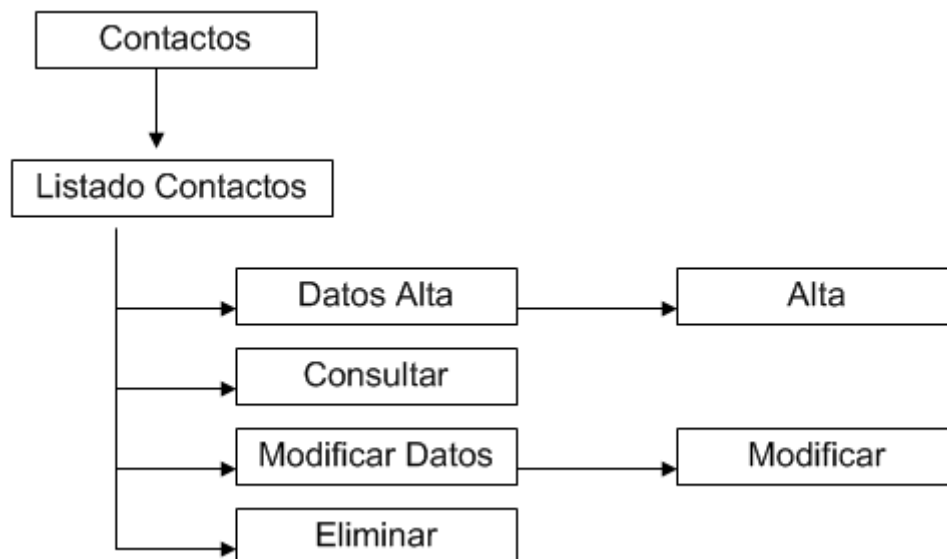 Contactos
Listado Contactos
Datos Alta
Alta
Consultar
Modificar Datos
Modificar
Eliminar